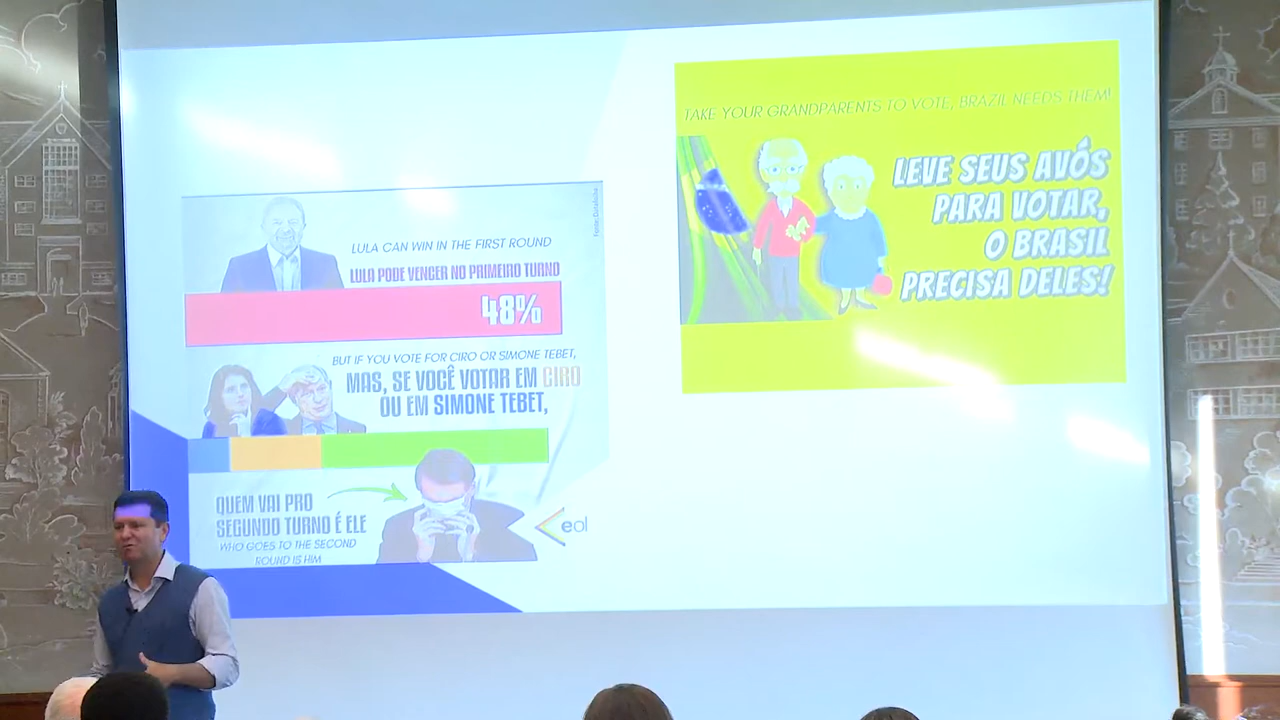 LULA CAN WIN IN THE FIRST ROUND
LULA PODE VENCER NO PRIMEIRO TURNO
48%
BUT IF YOU VOTE FOR CIRO OR SIMONE TEBET,
MAS, SE VOCÊ VOTAR EM CIRO
OU EM SIMONE TEBET,
QUEM VAI PRO
SEGUNDO TURNO É ELE
WHO GOES TO THE SECOND
ROUND IS HIM
eol
TAKE YOUR GRANDPARENTS TO VOTE, BRAZIL NEEDS THEM!
LEVE SEUS AVÓS
PARA VOTAR,
O BRASIL
PRECISA DELES!